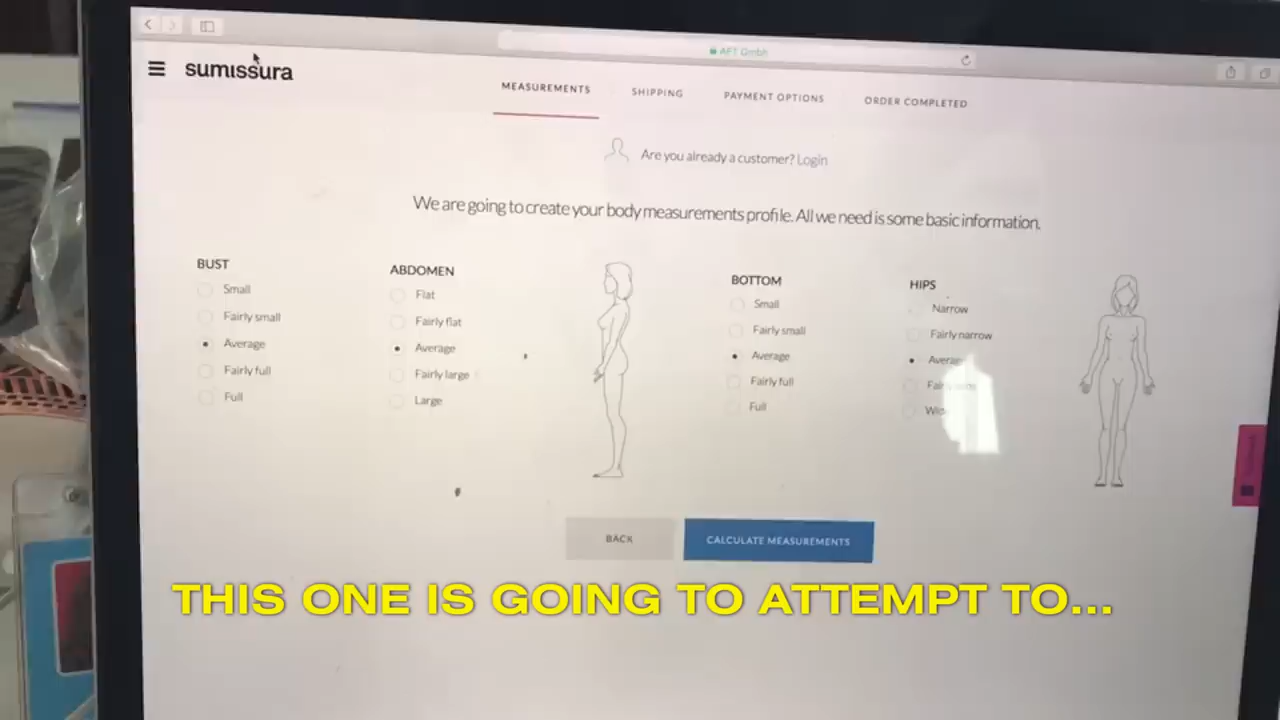 AFT Gmbh
sumissura
MEASUREMENTS SHIPPING PAYMENT OPTIONS ORDER COMPLETED
Are you already a customer? Login
We are going to create your body measurements profile. All we need is some basic information.
BUST
Small
Fairly small
Average
Fairly full
Full
ABDOMEN
Flat
Fairly flat
Average
Fairly large
Large
BOTTOM
Small
Fairly small
Average
Fairly full
Full
HIPS
Narrow
Fairly narrow
Average
BACK CALCULATE MEASUREMENTS
THIS ONE IS GOING TO ATTEMPT TO...